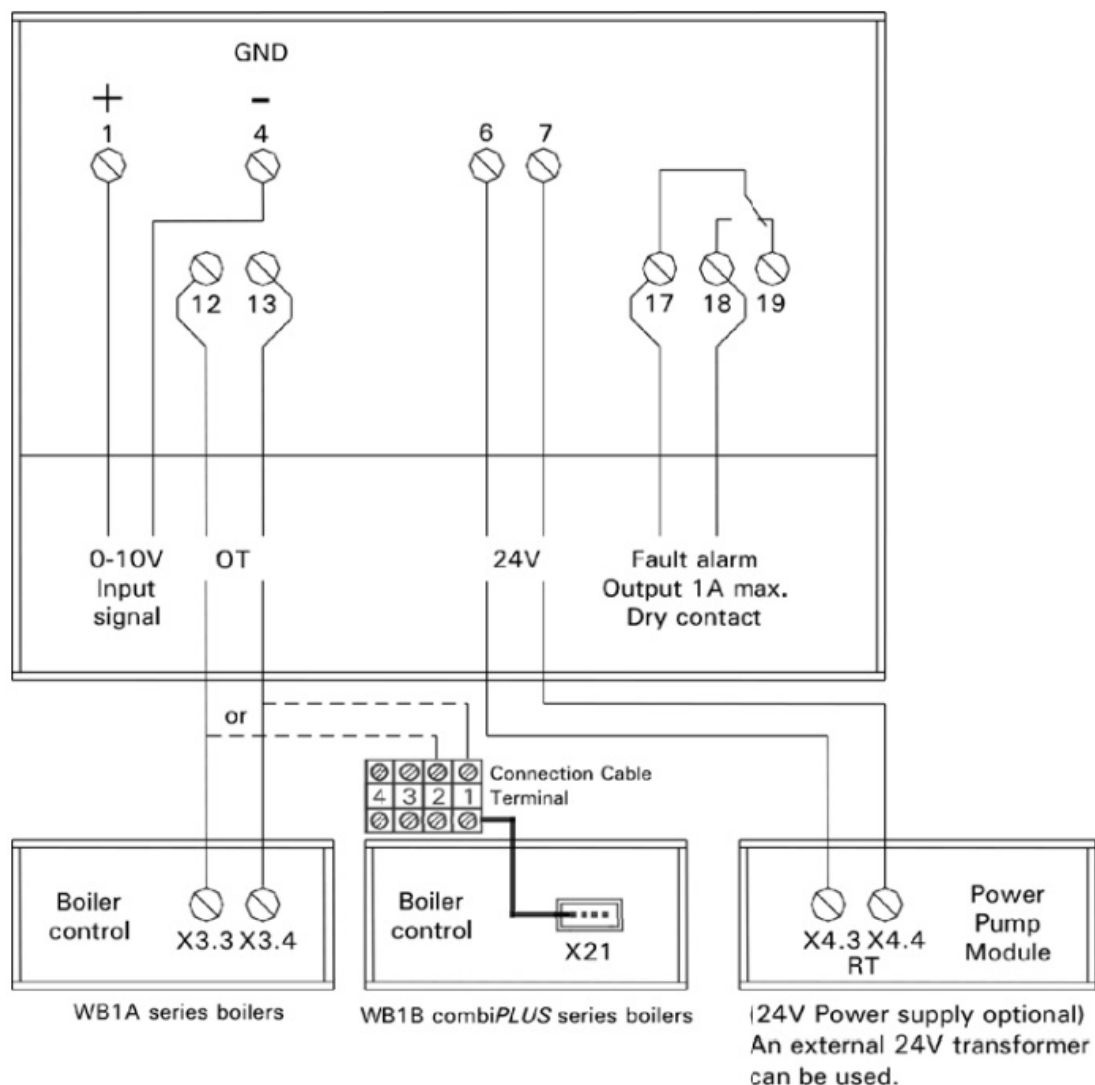 GND
+ -
1 4 6 7
12 13 17 18 19
0-10V OT 24V Fault alarm
Input Output 1A max.
signal Dry contact
or
Connection Cable
4 3 2 1 Terminal
Boiler
control
X3.3 X3.4
Boiler
control
X21
Power
Pump
Module
X4.3 X4.4
RT
WB1A series boilers
WB1B combiPLUS series boilers
(24V Power supply optional)
An external 24V transformer
can be used.